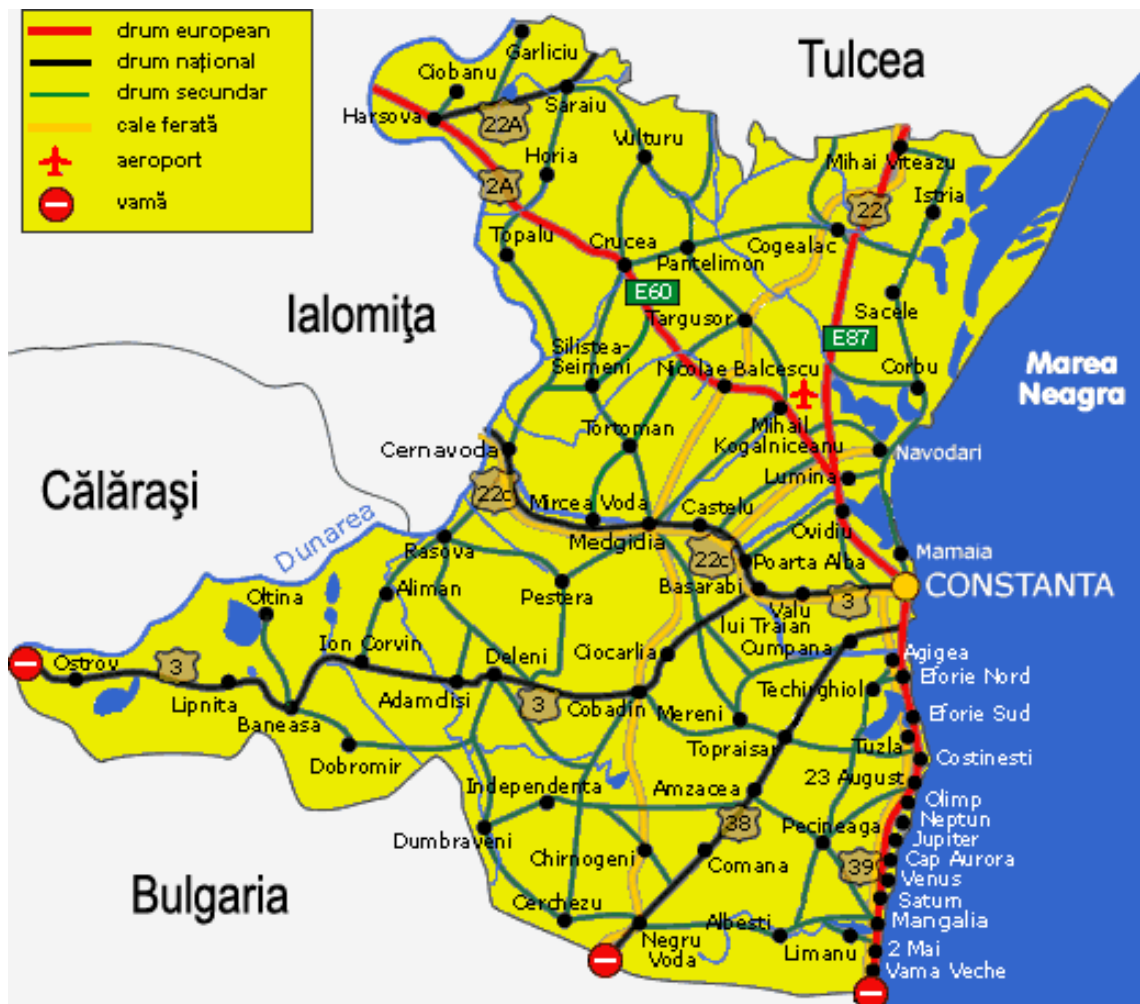 drum european
drum național
drum secundar
cale ferată
aeroport
vamă
Tulcea
Garliciu
Ciobanu
Harsova
22A
Saraiu
Vulturu
Mihai Viteazu
Horia
2A
22
Istria
Topalu
Crucea
Pantelimon
Cogealac
E60
Ialomiţa
Sacele
Targusor
E87
Silistea-
Seimeni
Nicolae Balcescu
Corbu
Marea
Neagra
Mihail
Kogalniceanu
Tortoman
Cernavoda
Navodari
Lumina
Călăraşi
22c
Mircea Voda
Castelu
Ovidiu
Dunarea
Rasova
Medgidia
Mamaia
22c
Poarta Alba
Aliman
Pestera
Basarabi
CONSTANTA
Oltina
Valu
lui Traian
3
Ion Corvin
Ciocarlia
Cumpana
Ostrov
3
Deleni
Agigea
Lipnita
Adamclisi
3
Cobadin
Techirghiol
Eforie Nord
Baneasa
Mereni
Eforie Sud
Dobromir
Topraisar
Tuzla
Costinesti
Independenta
Amzacea
23 August
Olimp
38
Pecineaga
Neptun
Dumbraveni
Jupiter
Chirnogeni
Comana
39
Cap Aurora
Bulgaria
Venus
Cerchezu
Saturn
Albesti
Mangalia
Negru
Voda
Limanu
2 Mai
Vama Veche